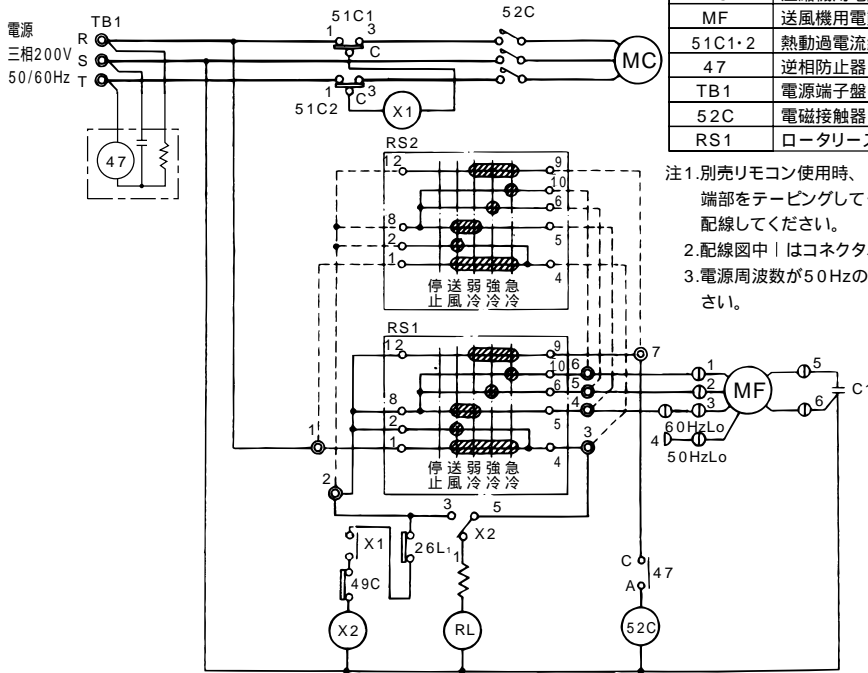 電源
三相200V
50/60Hz
TB1
R
S
T
47
51C1
1
3
C
52C
MC
1
C
3
51C2
X1
MF
送風機用電
51C1・2
熱動過電流
47
逆相防止器
TB1
電源端子盤
52C
電磁接触器
RS1
ロータリース
注1.別売リモコン使用時、
端部をテーピングして
配線してください。
2.配線図中｜はコネクタ
3.電源周波数が50Hzの
さい。
RS2
12
9
10
6
8
5
2
1
4
停止
送風
弱冷
強冷
急冷
RS1
12
9
7
10
6
6
5
8
4
5
2
1
1
3
4
停止
送風
弱冷
強冷
急冷
1
2
MF
3
60HzLo
4
50HzLo
5
6
C1
2
3
5
X1
26L1
1
X2
49C
C
47
A
X2
RL
52C